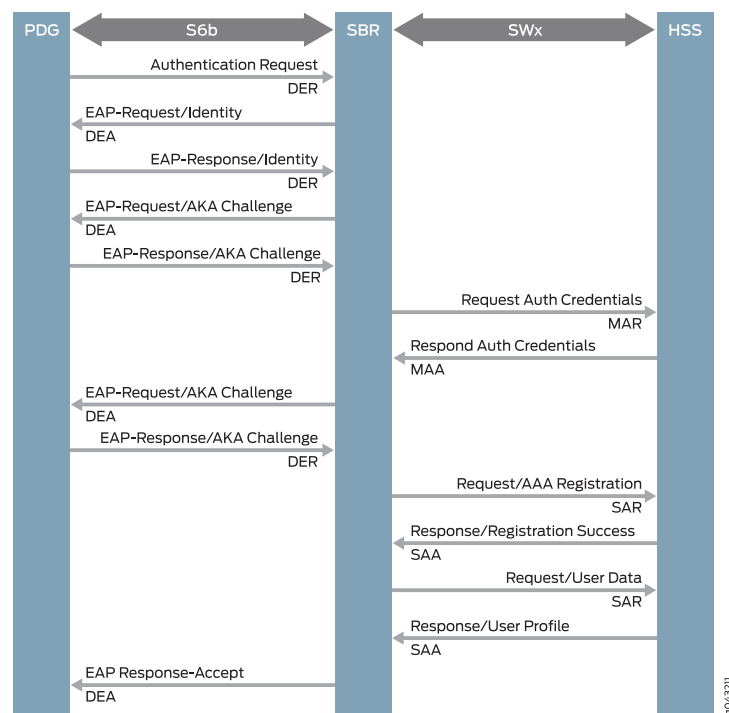 PDG S6b SBR SWx HSS
Authentication Request
DER
EAP-Request/Identity
DEA
EAP-Response/Identity
DER
EAP-Request/AKA Challenge
DEA
EAP-Response/AKA Challenge
DER
Request Auth Credentials
MAR
Respond Auth Credentials
MAA
EAP-Request/AKA Challenge
DEA
EAP-Response/AKA Challenge
DER
Request/AAA Registration
SAR
Response/Registration Success
SAA
Request/User Data
SAR
Response/User Profile
SAA
EAP Response-Accept
DEA